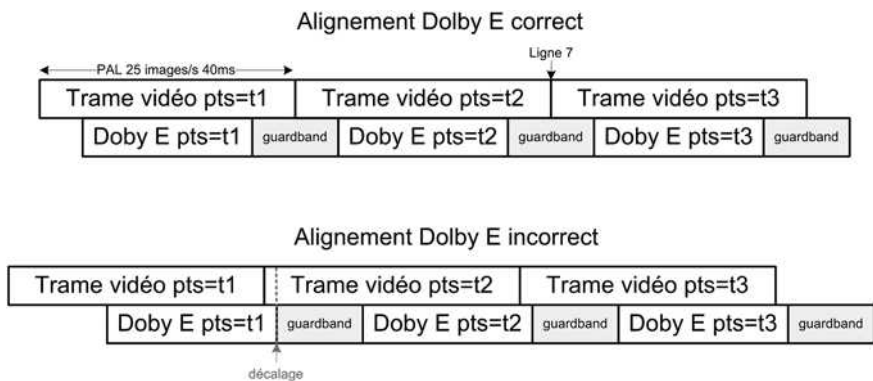 Alignement Dolby E correct
Ligne 7
PAL 25 images/s 40ms
Trame vidéo pts=t1 Trame vidéo pts=t2 Trame vidéo pts=t3
Doby E pts=t1 guardband Doby E pts=t2 guardband Doby E pts=t3 guardband
Alignement Dolby E incorrect
Trame vidéo pts=t1 Trame vidéo pts=t2 Trame vidéo pts=t3
Doby E pts=t1 guardband Doby E pts=t2 guardband Doby E pts=t3 guardband
décalage